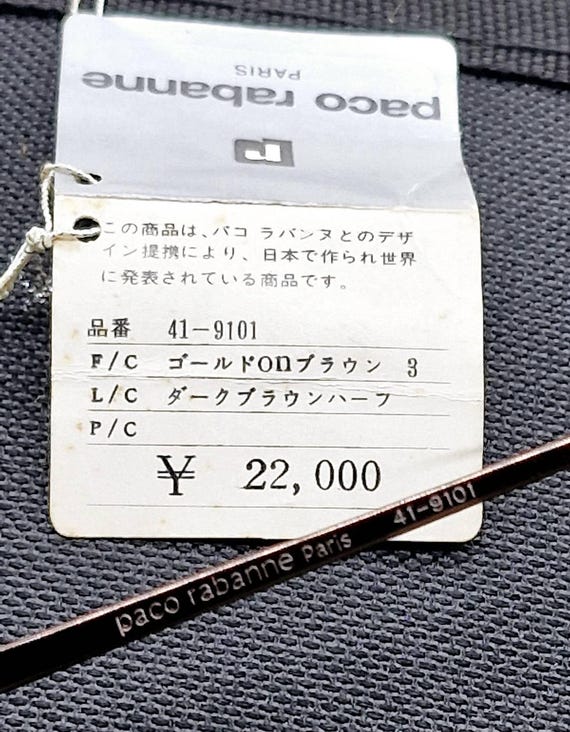 paco rabanne
PARIS
この商品は、パコ ラバンヌとのデザ
イン提携により、日本で作られ世界
に発表されている商品です。
品番 41-9101
F/C ゴールドonブラウン 3
L/C ダークブラウンハーフ
P/C
¥ 22,000
paco rabanne Paris 41-9101